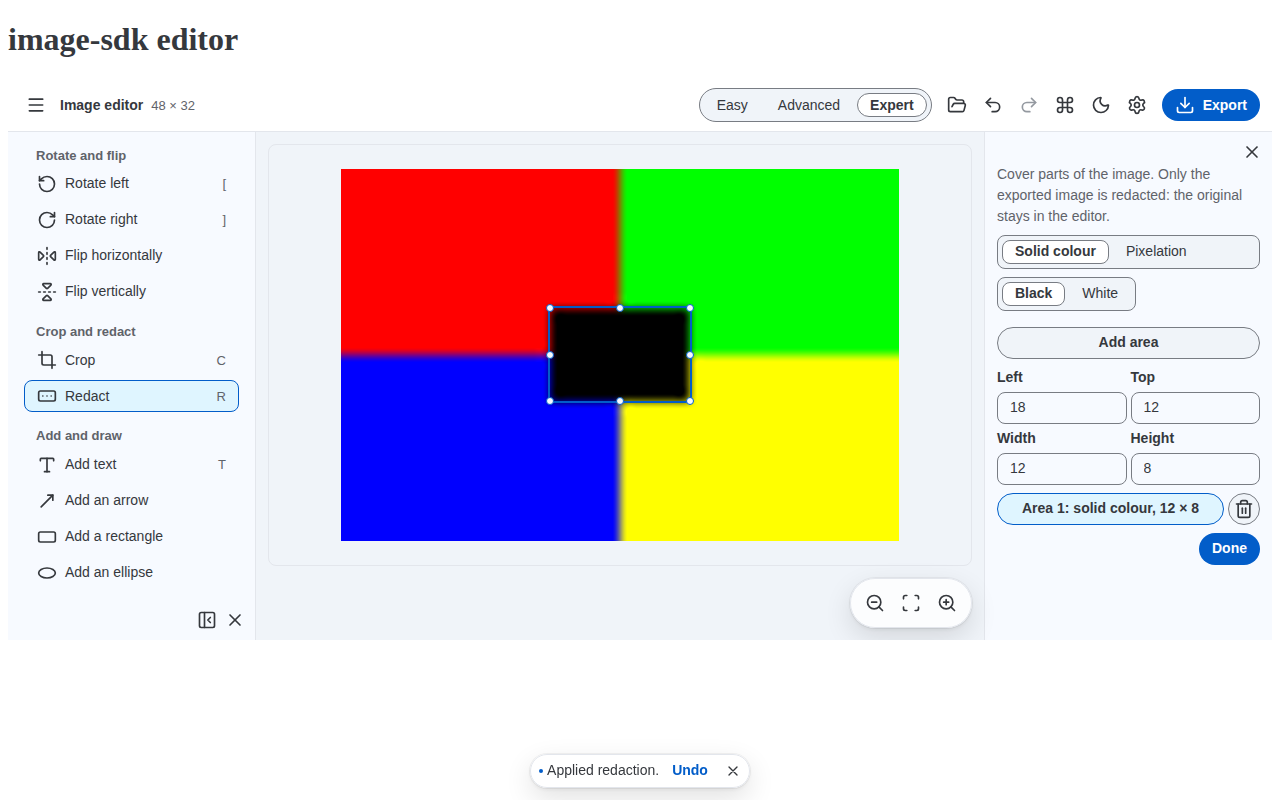 image-sdk editor
Image editor 48 × 32
Easy Advanced Expert
Export
Rotate and flip
Rotate left [
Rotate right ]
Flip horizontally
Flip vertically
Crop and redact
Crop C
Redact R
Add and draw
Add text T
Add an arrow
Add a rectangle
Add an ellipse
Cover parts of the image. Only the
exported image is redacted: the original
stays in the editor.
Solid colour Pixelation
Black White
Add area
Left Top
18 12
Width Height
12 8
Area 1: solid colour, 12 × 8
Done
Applied redaction. Undo